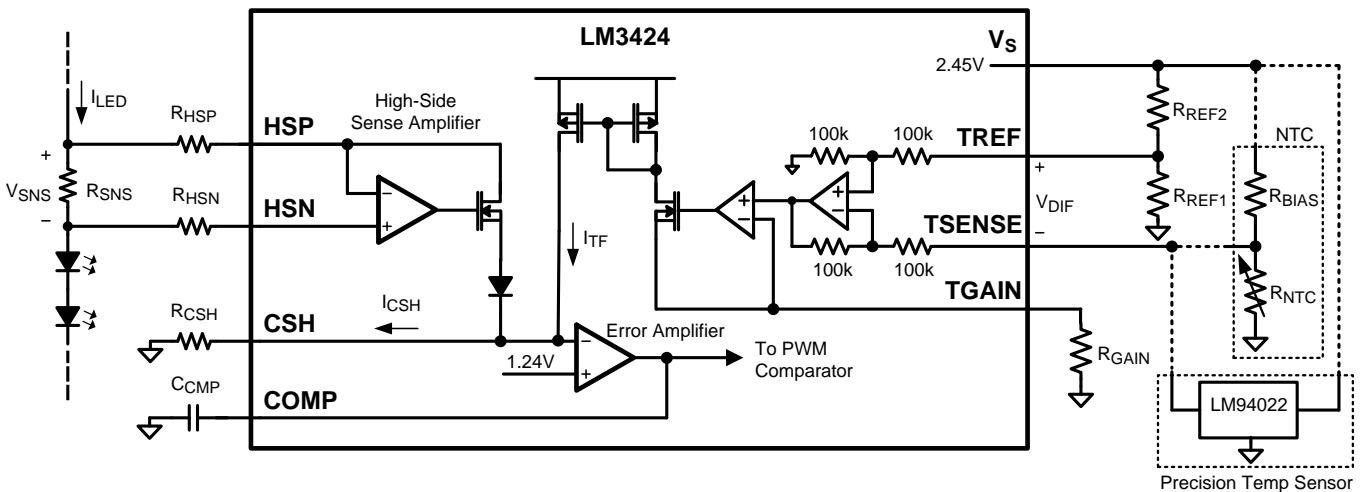 LM3424
V_S
2.45V
I_LED
R_HSP
HSP
High-Side
Sense Amplifier
100k
100k
TREF
R_REF2
NTC
+
V_SNS
−
R_SNS
R_HSN
HSN
−
+
+
−
+
−
+
V_DIF
−
R_REF1
R_BIAS
TSENSE
I_TF
100k
100k
R_NTC
TGAIN
R_CSH
I_CSH
CSH
Error Amplifier
−
1.24V
+
To PWM
Comparator
R_GAIN
C_CMP
COMP
LM94022
Precision Temp Sensor